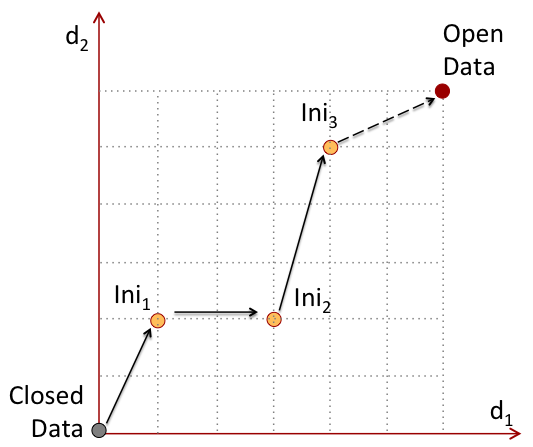 d₂
Open
Data
Ini₃
Ini₁
Ini₂
Closed
Data
d₁